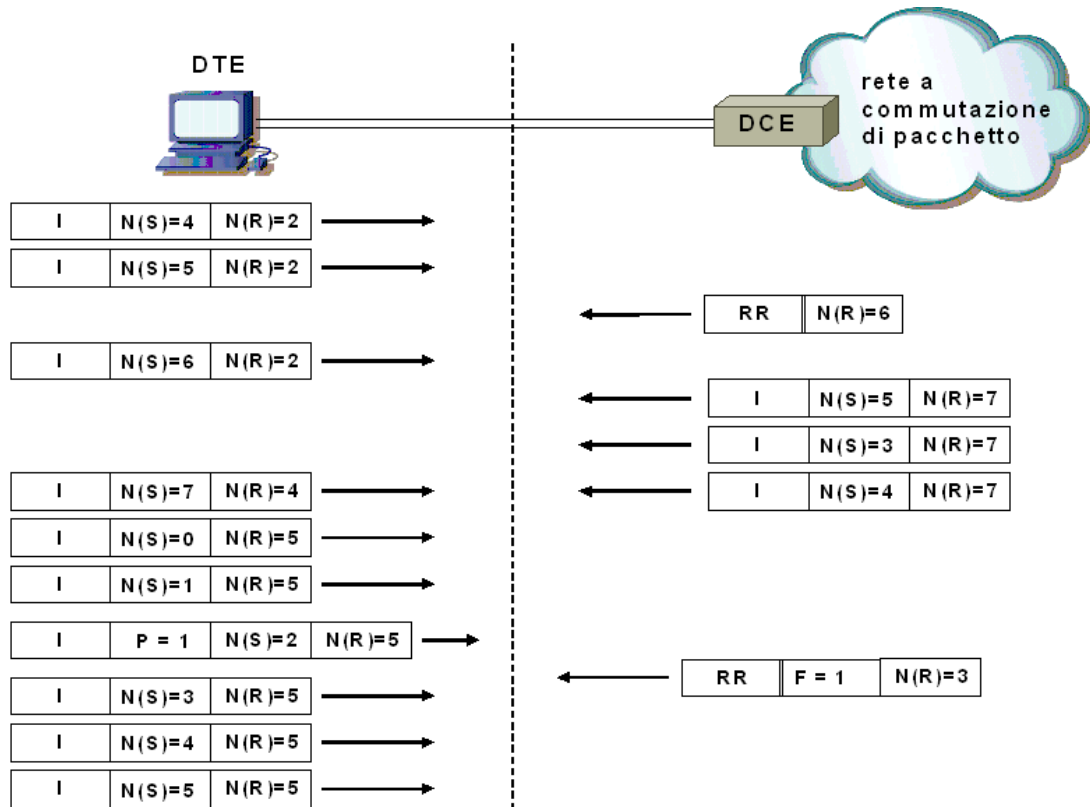 DTE
DCE
rete a
commutazione
di pacchetto
I N(S)=4 N(R)=2
I N(S)=5 N(R)=2
RR N(R)=6
I N(S)=6 N(R)=2
I N(S)=5 N(R)=7
I N(S)=3 N(R)=7
I N(S)=7 N(R)=4
I N(S)=4 N(R)=7
I N(S)=0 N(R)=5
I N(S)=1 N(R)=5
I P = 1 N(S)=2 N(R)=5
RR F = 1 N(R)=3
I N(S)=3 N(R)=5
I N(S)=4 N(R)=5
I N(S)=5 N(R)=5